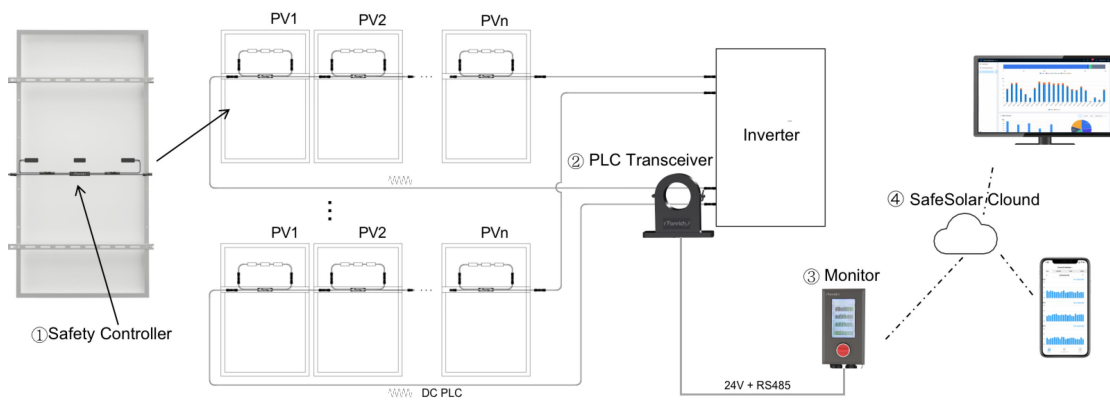 PV1 PV2 PVn
Inverter
② PLC Transceiver
④ SafeSolar Clound
PV1 PV2 PVn
③ Monitor
①Safety Controller
24V + RS485
DC PLC